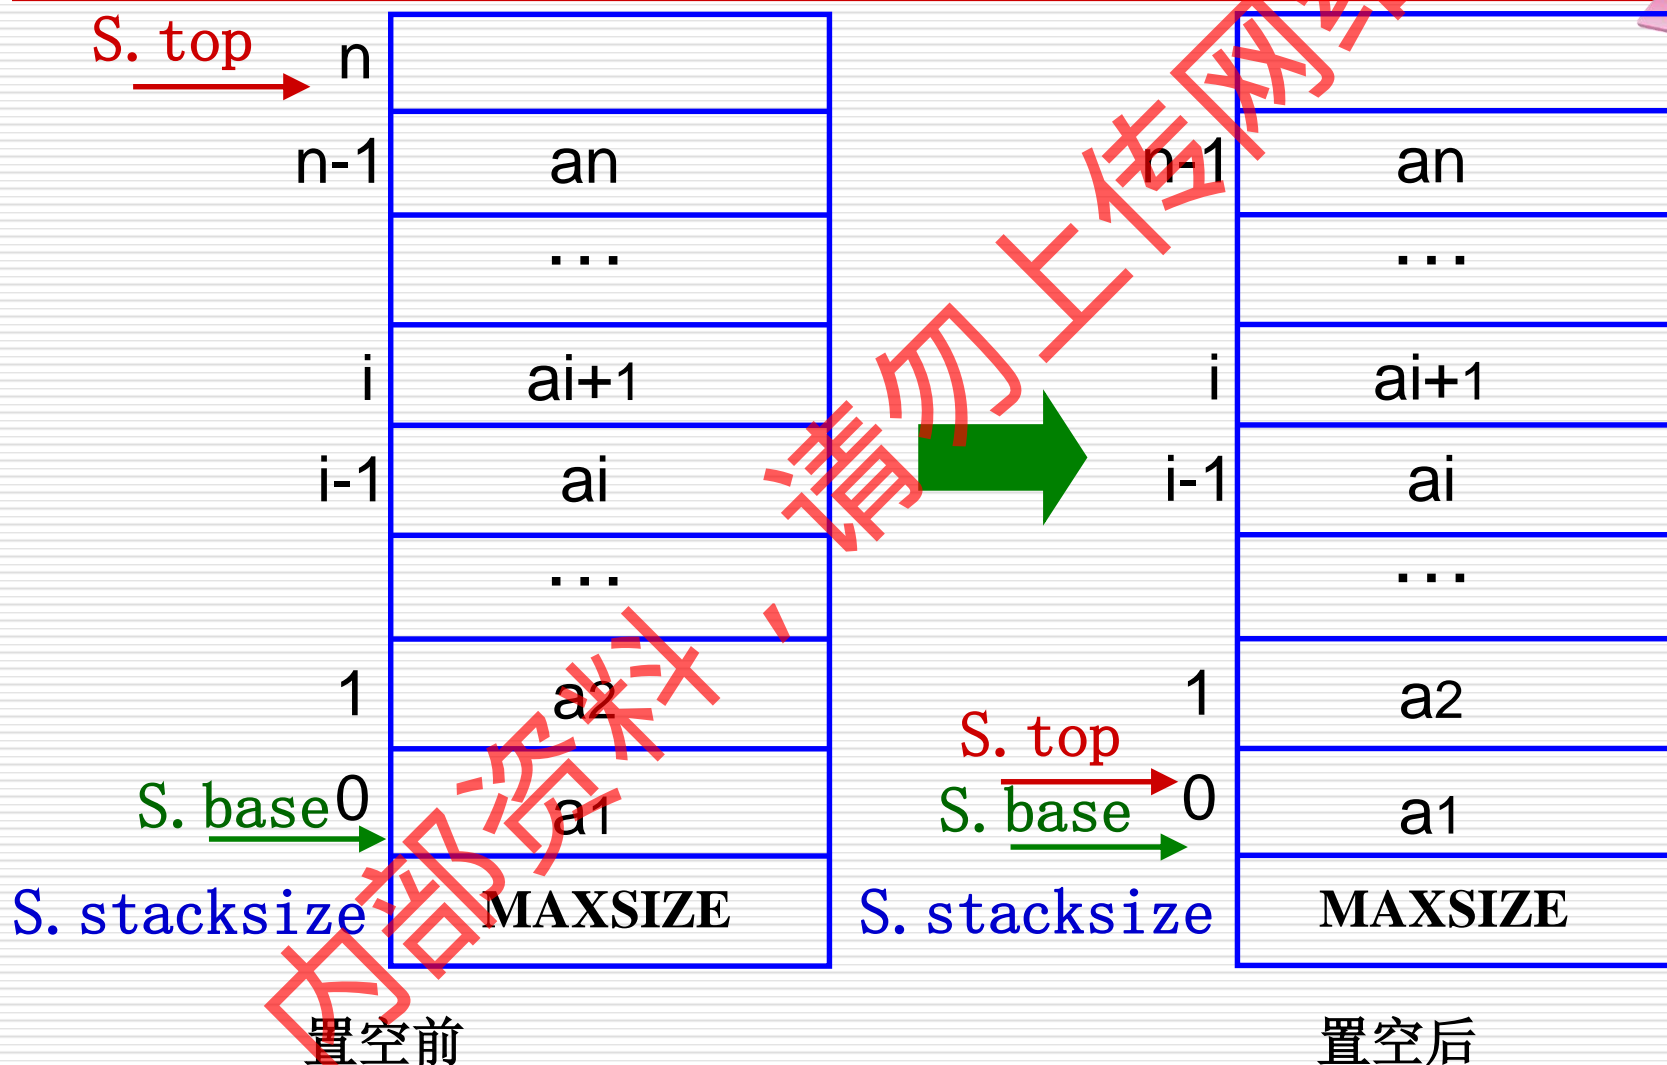 S.top
n
n-1
an
…
i
ai+1
i-1
ai
…
1
a2
S.base
0
a1
S.stacksize
MAXSIZE
置空前
n-1
an
…
i
ai+1
i-1
ai
…
1
a2
S.top
S.base
0
a1
S.stacksize
MAXSIZE
置空后
内部资料，请勿上传网络